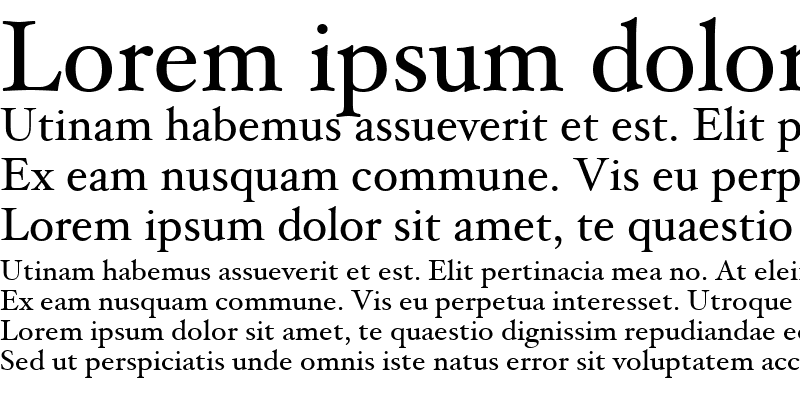 Lorem ipsum dolor
Utinam habemus assueverit et est. Elit p
Ex eam nusquam commune. Vis eu perp
Lorem ipsum dolor sit amet, te quaestio
Utinam habemus assueverit et est. Elit pertinacia mea no. At elei
Ex eam nusquam commune. Vis eu perpetua interesset. Utroque
Lorem ipsum dolor sit amet, te quaestio dignissim repudiandae e
Sed ut perspiciatis unde omnis iste natus error sit voluptatem acc